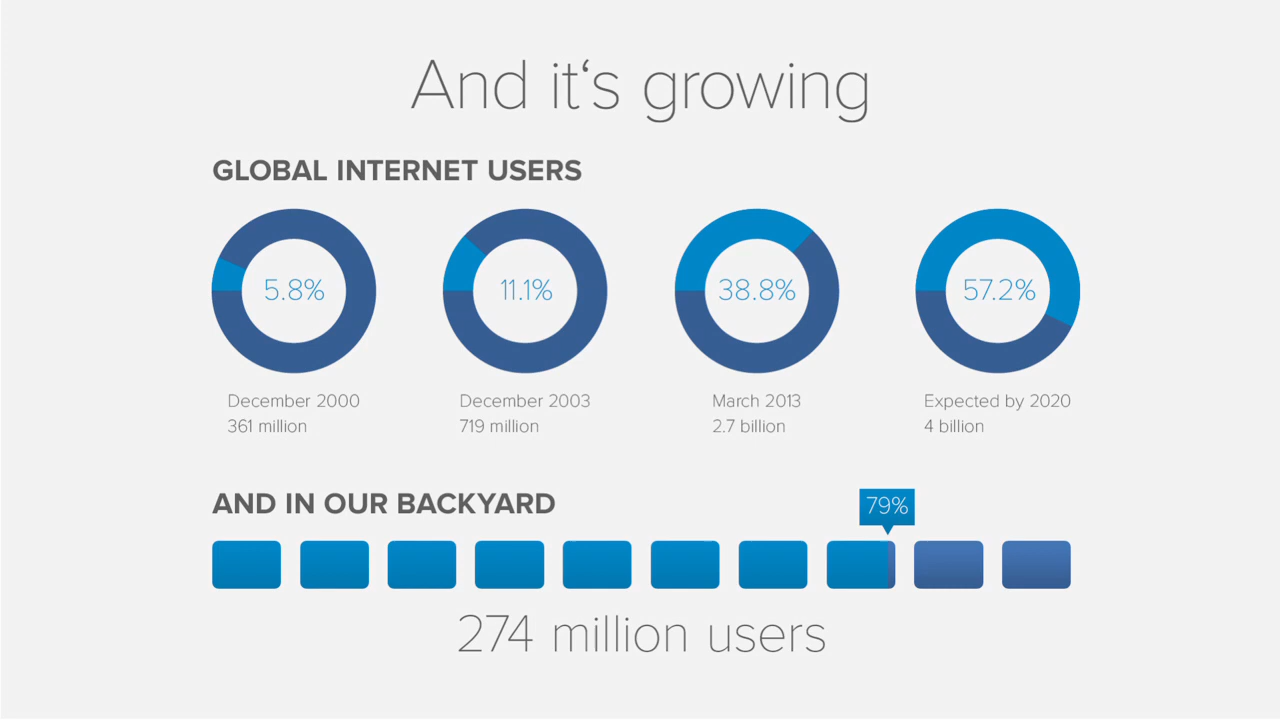 And it‘s growing
GLOBAL INTERNET USERS
5.8%
11.1%
38.8%
57.2%
December 2000
361 million
December 2003
719 million
March 2013
2.7 billion
Expected by 2020
4 billion
AND IN OUR BACKYARD
79%
274 million users